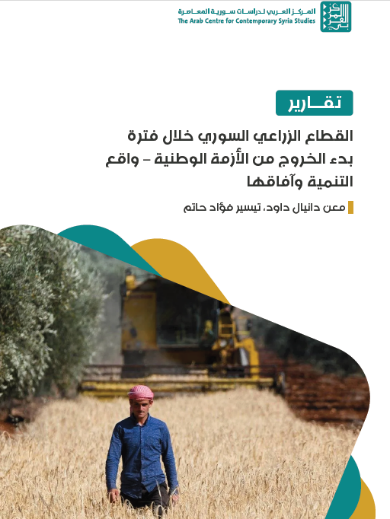 المركز العربي لدراسات سورية المعاصرة
The Arab Centre for Contemporary Syria Studies
تقارير
القطاع الزراعي السوري خلال فترة
بدء الخروج من الأزمة الوطنية – واقع
التنمية وآفاقها
معن دانيال داود، تيسير فؤاد حاتم